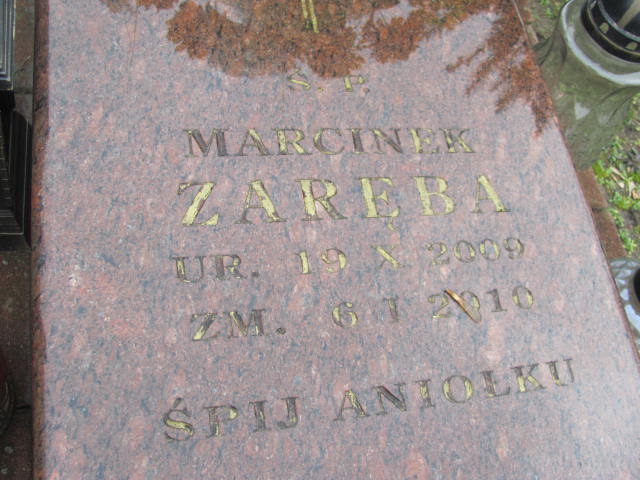 Ś. P.
MARCINEK
ZARĘBA
UR. 19 X 2009
ZM. 6 I 2010
ŚPIJ ANIOŁKU